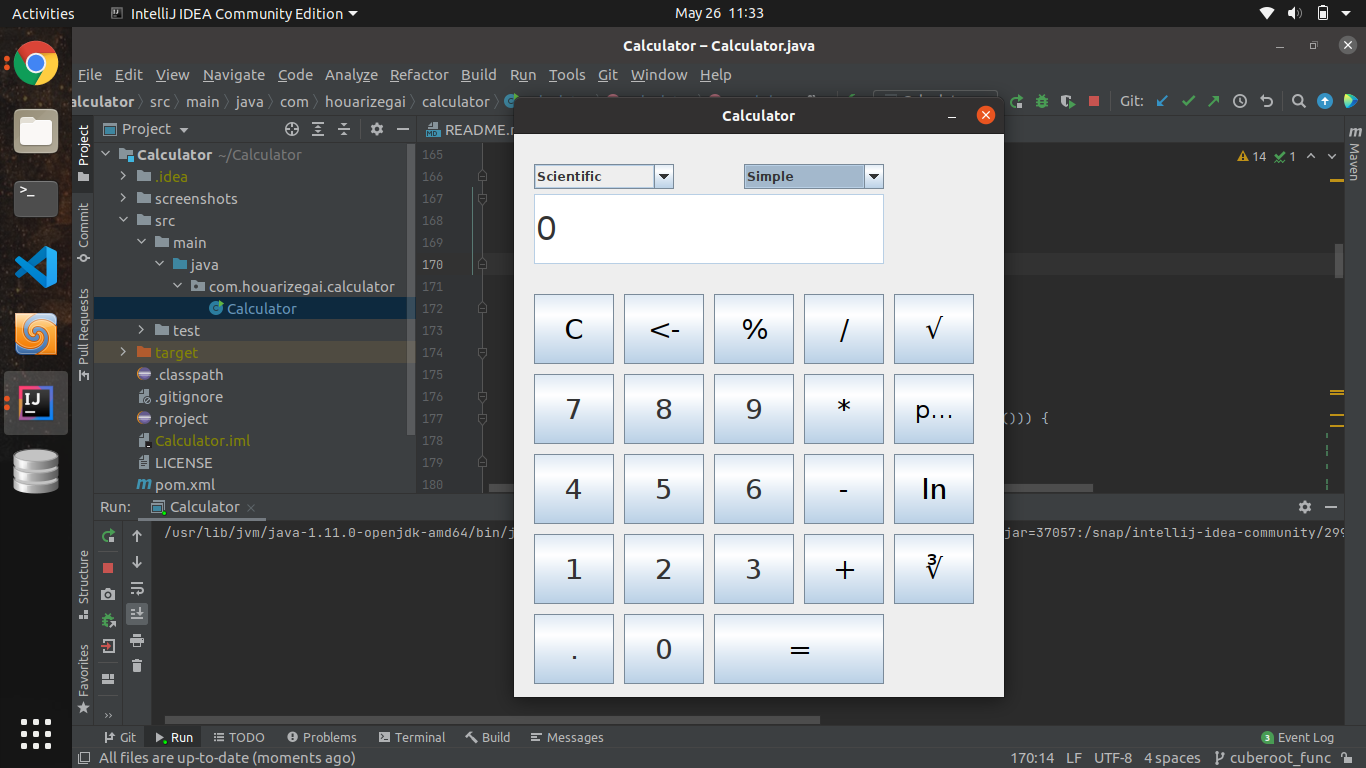 Activities
IntelliJ IDEA Community Edition
May 26 11:33
Calculator – Calculator.java
File Edit View Navigate Code Analyze Refactor Build Run Tools Git Window Help
alculator src main java com houarizegai calculator
Git:
Project
README.
Calculator ~/Calculator
.idea
screenshots
src
main
java
com.houarizegai.calculator
Calculator
test
target
.classpath
.gitignore
.project
Calculator.iml
LICENSE
pom.xml
165
166
167
168
169
170
171
172
173
174
175
176
177
178
179
180
14 1
())) {
Calculator
Scientific
Simple
0
C <- % / √
7 8 9 * p...
4 5 6 - ln
1 2 3 + ∛
. 0 =
Project
Commit
Pull Requests
Structure
Favorites
Maven
Run: Calculator
/usr/lib/jvm/java-1.11.0-openjdk-amd64/bin/j
jar=37057:/snap/intellij-idea-community/299
Git Run TODO Problems Terminal Build Messages
3 Event Log
All files are up-to-date (moments ago)
170:14 LF UTF-8 4 spaces cuberoot_func